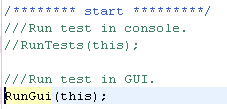 /******** start *********/
///Run test in console.
//RunTests(this);
///Run test in GUI.
RunGui(this);